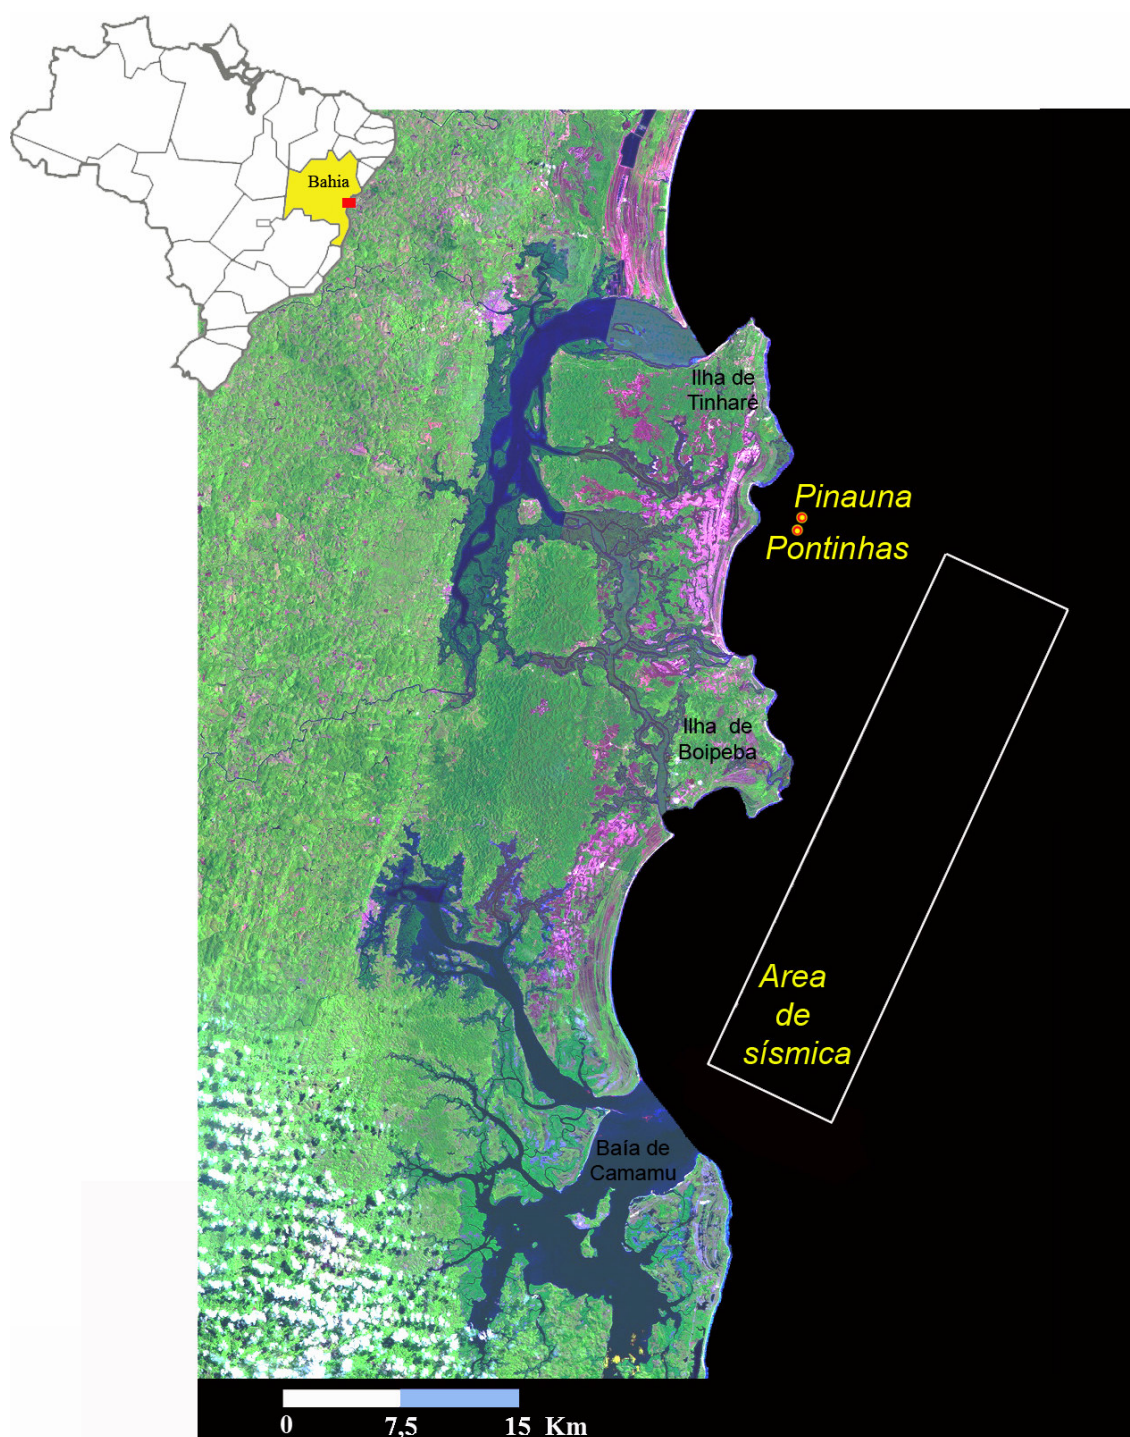 Bahia
Ilha de
Tinharé
Pinauna
Pontinhas
Ilha de
Boipeba
Area
de
sísmica
Baía de
Camamu
0 7,5 15 Km